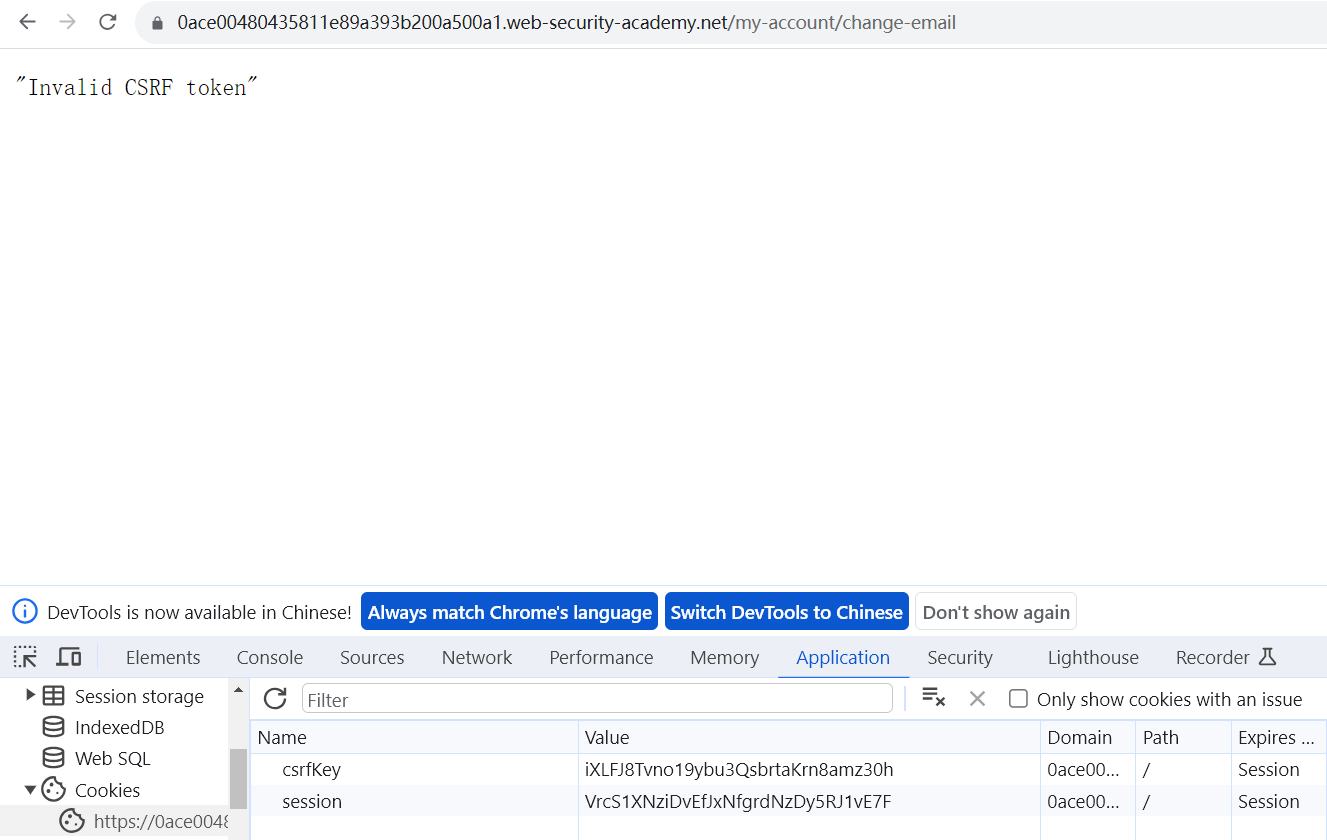 0ace00480435811e89a393b200a500a1.web-security-academy.net/my-account/change-email
"Invalid CSRF token"
DevTools is now available in Chinese! Always match Chrome's language Switch DevTools to Chinese Don't show again
Elements Console Sources Network Performance Memory Application Security Lighthouse Recorder
Session storage Filter Only show cookies with an issue
IndexedDB Name Value Domain Path Expires ...
Web SQL csrfKey iXLFJ8Tvno19ybu3QsbrtaKrn8amz30h 0ace00... / Session
Cookies session VrcS1XNziDvEfJxNfgrdNzDy5RJ1vE7F 0ace00... / Session
https://0ace0048